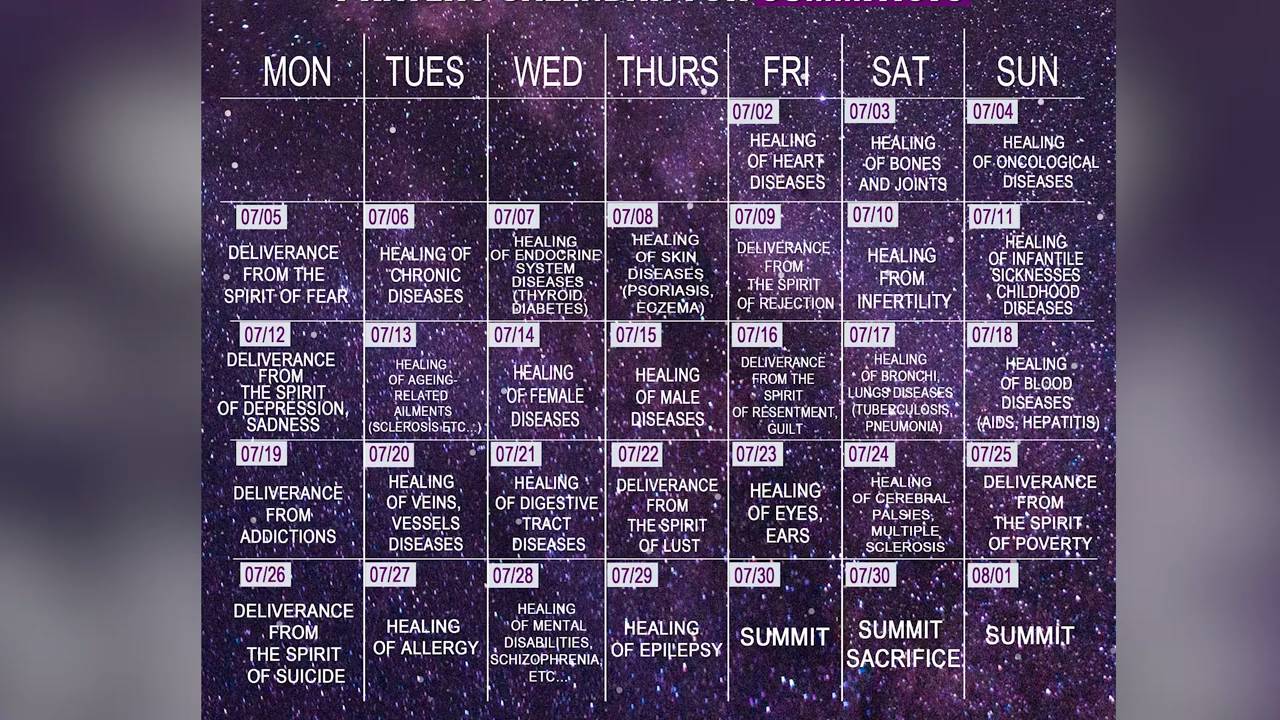 MON TUES WED THURS FRI SAT SUN
07/02 07/03 07/04
HEALING
OF HEART
DISEASES
HEALING
OF BONES
AND JOINTS
HEALING
OF ONCOLOGICAL
DISEASES
07/05 07/06 07/07 07/08 07/09 07/10 07/11
DELIVERANCE
FROM THE
SPIRIT OF FEAR
HEALING OF
CHRONIC
DISEASES
HEALING
OF ENDOCRINE
SYSTEM
DISEASES
(THYROID,
DIABETES)
HEALING
OF SKIN
DISEASES
(PSORIASIS,
ECZEMA)
DELIVERANCE
FROM
THE SPIRIT
OF REJECTION
HEALING
FROM
INFERTILITY
HEALING
OF INFANTILE
SICKNESSES
CHILDHOOD
DISEASES
07/12 07/13 07/14 07/15 07/16 07/17 07/18
DELIVERANCE
FROM
THE SPIRIT
OF DEPRESSION,
SADNESS
HEALING
OF AGEING-
RELATED
AILMENTS
(SCLEROSIS ETC...)
HEALING
OF FEMALE
DISEASES
HEALING
OF MALE
DISEASES
DELIVERANCE
FROM THE
SPIRIT
OF RESENTMENT,
GUILT
HEALING
OF BRONCHI,
LUNGS DISEASES
(TUBERCULOSIS,
PNEUMONIA)
HEALING
OF BLOOD
DISEASES
(AIDS, HEPATITIS)
07/19 07/20 07/21 07/22 07/23 07/24 07/25
DELIVERANCE
FROM
ADDICTIONS
HEALING
OF VEINS,
VESSELS
DISEASES
HEALING
OF DIGESTIVE
TRACT
DISEASES
DELIVERANCE
FROM
THE SPIRIT
OF LUST
HEALING
OF EYES,
EARS
HEALING
OF CEREBRAL
PALSIES,
MULTIPLE
SCLEROSIS
DELIVERANCE
FROM
THE SPIRIT
OF POVERTY
07/26 07/27 07/28 07/29 07/30 07/30 08/01
DELIVERANCE
FROM
THE SPIRIT
OF SUICIDE
HEALING
OF ALLERGY
HEALING
OF MENTAL
DISABILITIES,
SCHIZOPHRENIA,
ETC...
HEALING
OF EPILEPSY
SUMMIT
SUMMIT
SACRIFICE
SUMMIT